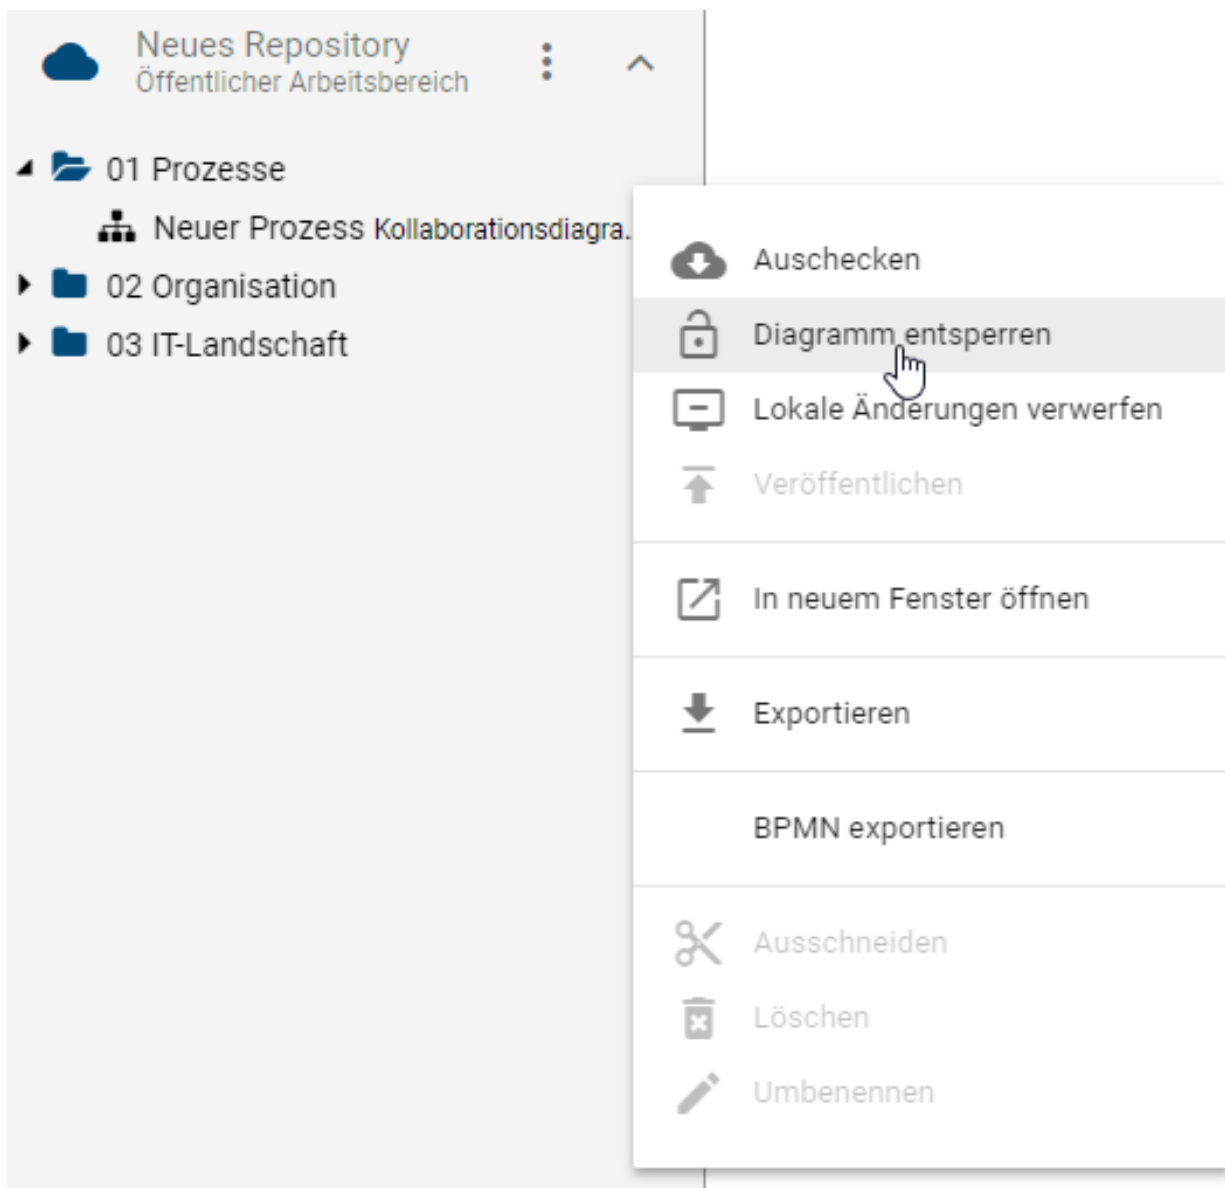 Neues Repository
Öffentlicher Arbeitsbereich
01 Prozesse
Neuer Prozess Kollaborationsdiagra.
02 Organisation
03 IT-Landschaft
Auschecken
Diagramm entsperren
Lokale Änderungen verwerfen
Veröffentlichen
In neuem Fenster öffnen
Exportieren
BPMN exportieren
Ausschneiden
Löschen
Umbenennen